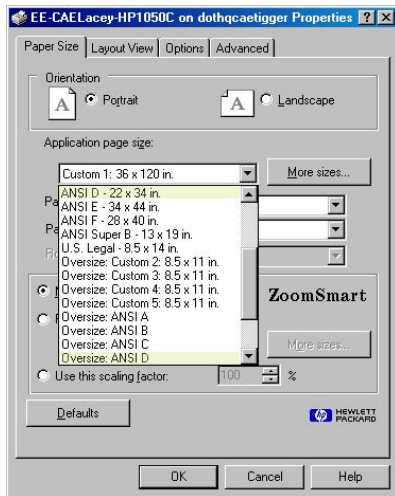 EE-CAELacey-HP1050C on dothqcaetigger Properties ? X
Paper Size Layout View Options Advanced
Orientation
A Portrait A Landscape
Application page size:
Custom 1: 36 x 120 in. More sizes...
ANSI D - 22 x 34 in.
Pa ANSI E - 34 x 44 in.
ANSI F - 28 x 40 in.
Pa ANSI Super B - 13 x 19 in.
U.S. Legal - 8.5 x 14 in.
Oversize: Custom 2: 8.5 x 11 in.
Oversize: Custom 3: 8.5 x 11 in.
Oversize: Custom 4: 8.5 x 11 in. ZoomSmart
Oversize: Custom 5: 8.5 x 11 in.
Oversize: ANSI A
Oversize: ANSI B
Oversize: ANSI C More sizes...
Oversize: ANSI D
Use this scaling factor: 100 %
Defaults hp HEWLETT
PACKARD
OK Cancel Help